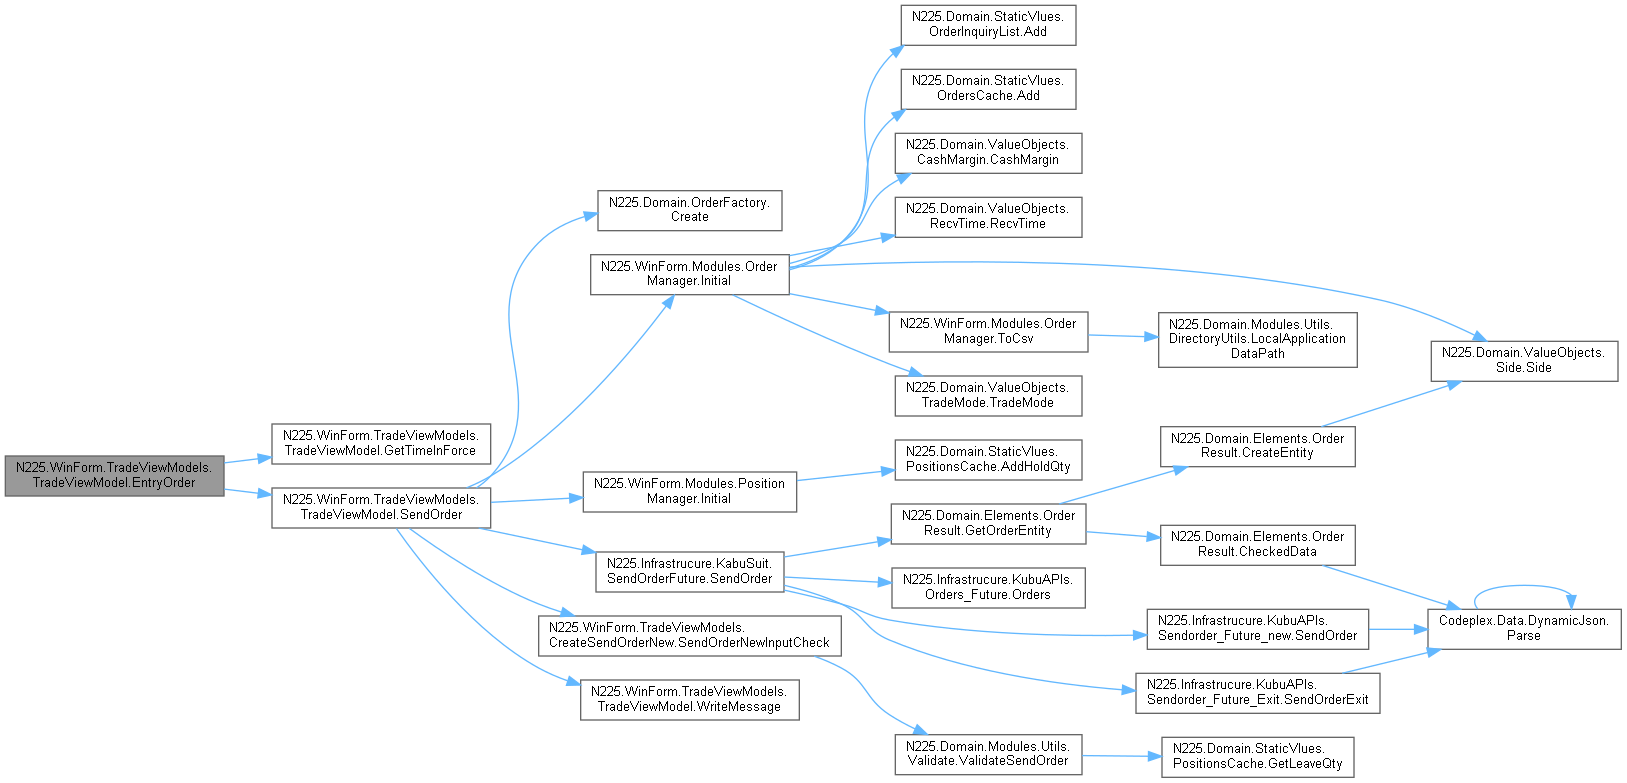 N225.Domain.StaticVlues.
OrderInquiryList.Add
N225.Domain.StaticVlues.
OrdersCache.Add
N225.Domain.ValueObjects.
CashMargin.CashMargin
N225.Domain.OrderFactory.
Create
N225.Domain.ValueObjects.
RecvTime.RecvTime
N225.WinForm.Modules.Order
Manager.Initial
N225.WinForm.Modules.Order
Manager.ToCsv
N225.Domain.Modules.Utils.
DirectoryUtils.LocalApplication
DataPath
N225.Domain.ValueObjects.
Side.Side
N225.Domain.ValueObjects.
TradeMode.TradeMode
N225.WinForm.TradeViewModels.
TradeViewModel.GetTimeInForce
N225.Domain.StaticVlues.
PositionsCache.AddHoldQty
N225.Domain.Elements.Order
Result.CreateEntity
N225.WinForm.TradeViewModels.
TradeViewModel.EntryOrder
N225.WinForm.TradeViewModels.
TradeViewModel.SendOrder
N225.WinForm.Modules.Position
Manager.Initial
N225.Domain.Elements.Order
Result.GetOrderEntity
N225.Domain.Elements.Order
Result.CheckedData
N225.Infrastrucure.KabuSuit.
SendOrderFuture.SendOrder
N225.Infrastrucure.KubuAPIs.
Orders_Future.Orders
N225.WinForm.TradeViewModels.
CreateSendOrderNew.SendOrderNewInputCheck
N225.Infrastrucure.KubuAPIs.
Sendorder_Future_new.SendOrder
Codeplex.Data.DynamicJson.
Parse
N225.WinForm.TradeViewModels.
TradeViewModel.WriteMessage
N225.Infrastrucure.KubuAPIs.
Sendorder_Future_Exit.SendOrderExit
N225.Domain.Modules.Utils.
Validate.ValidateSendOrder
N225.Domain.StaticVlues.
PositionsCache.GetLeaveQty